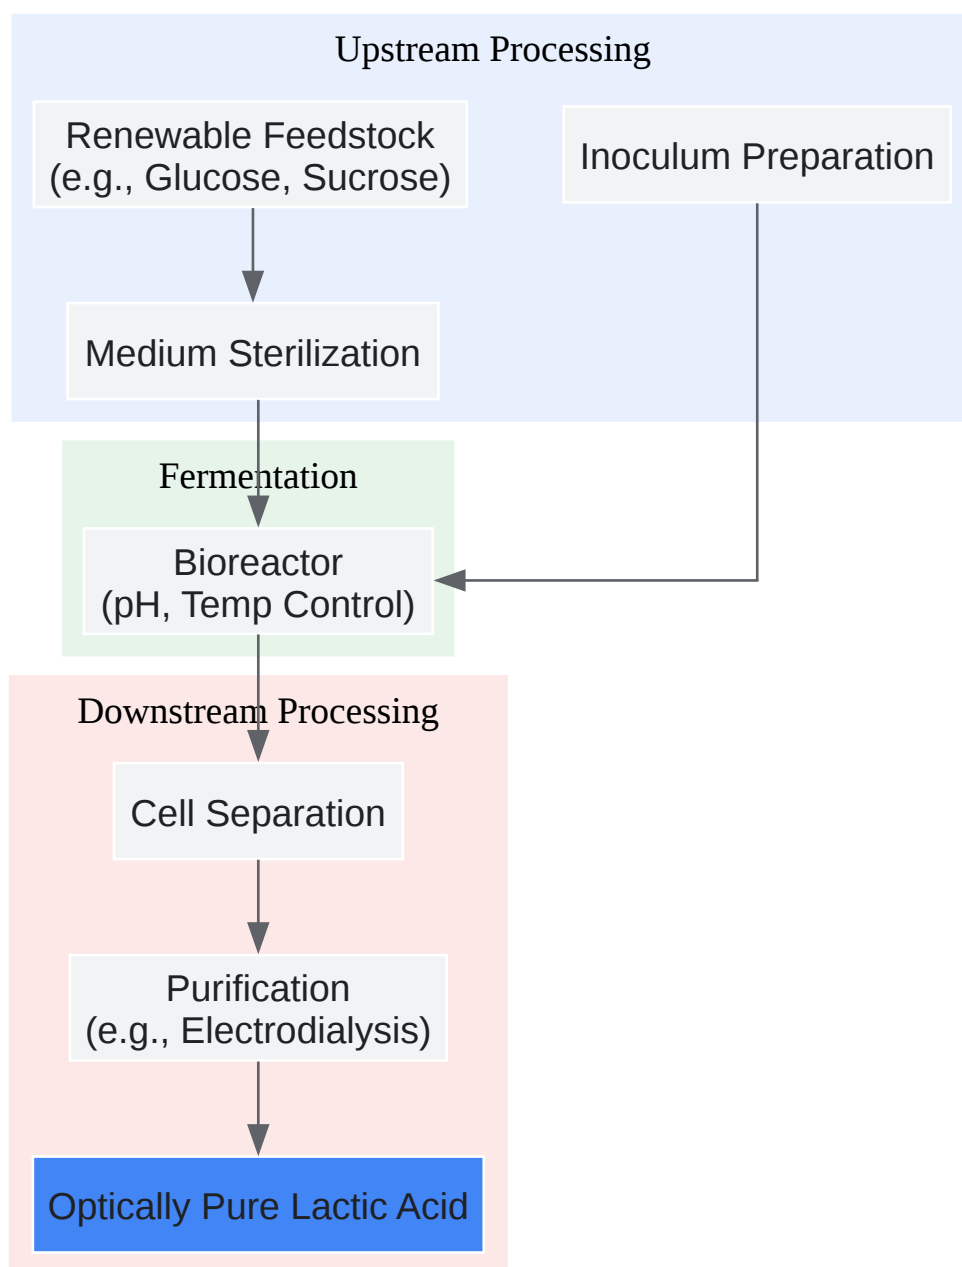 Upstream Processing
Renewable Feedstock
(e.g., Glucose, Sucrose)
Inoculum Preparation
Medium Sterilization
Fermentation
Bioreactor
(pH, Temp Control)
Downstream Processing
Cell Separation
Purification
(e.g., Electrodialysis)
Optically Pure Lactic Acid